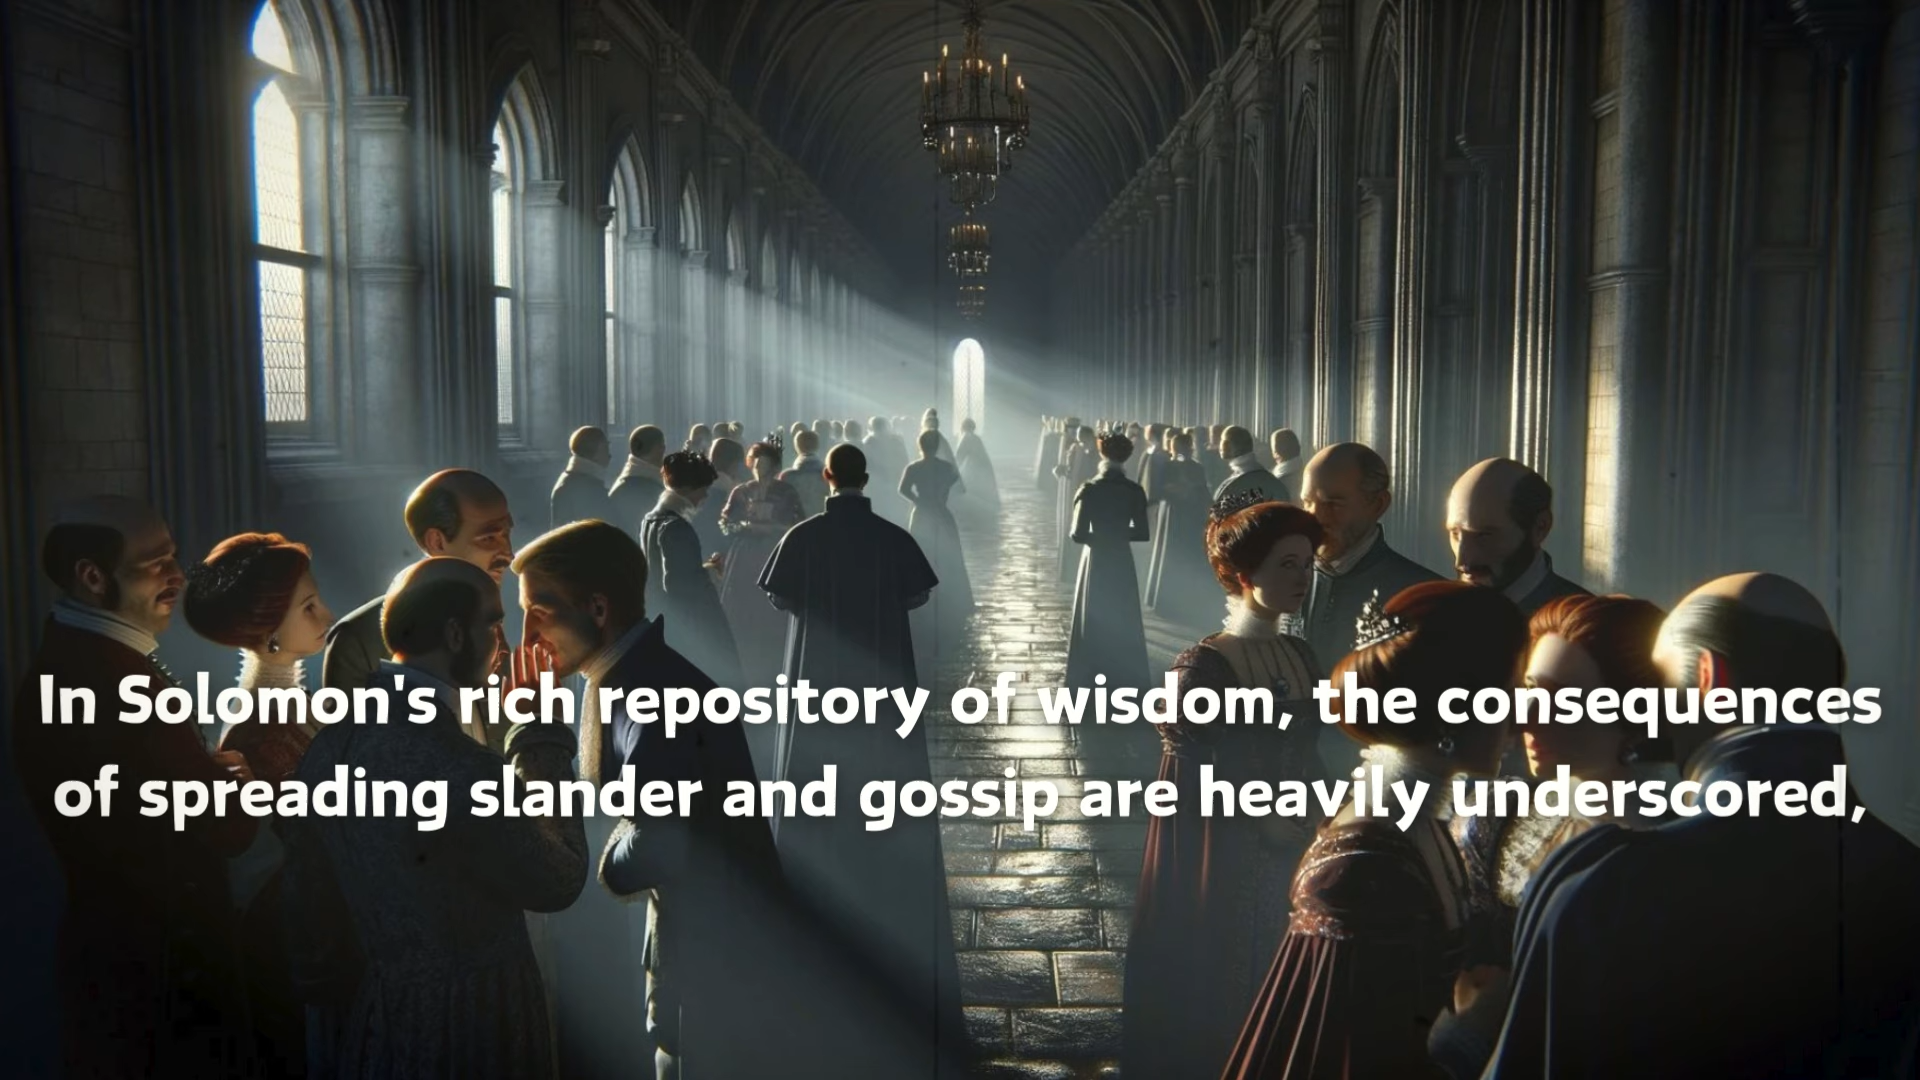 In Solomon's rich repository of wisdom, the consequences
of spreading slander and gossip are heavily underscored,